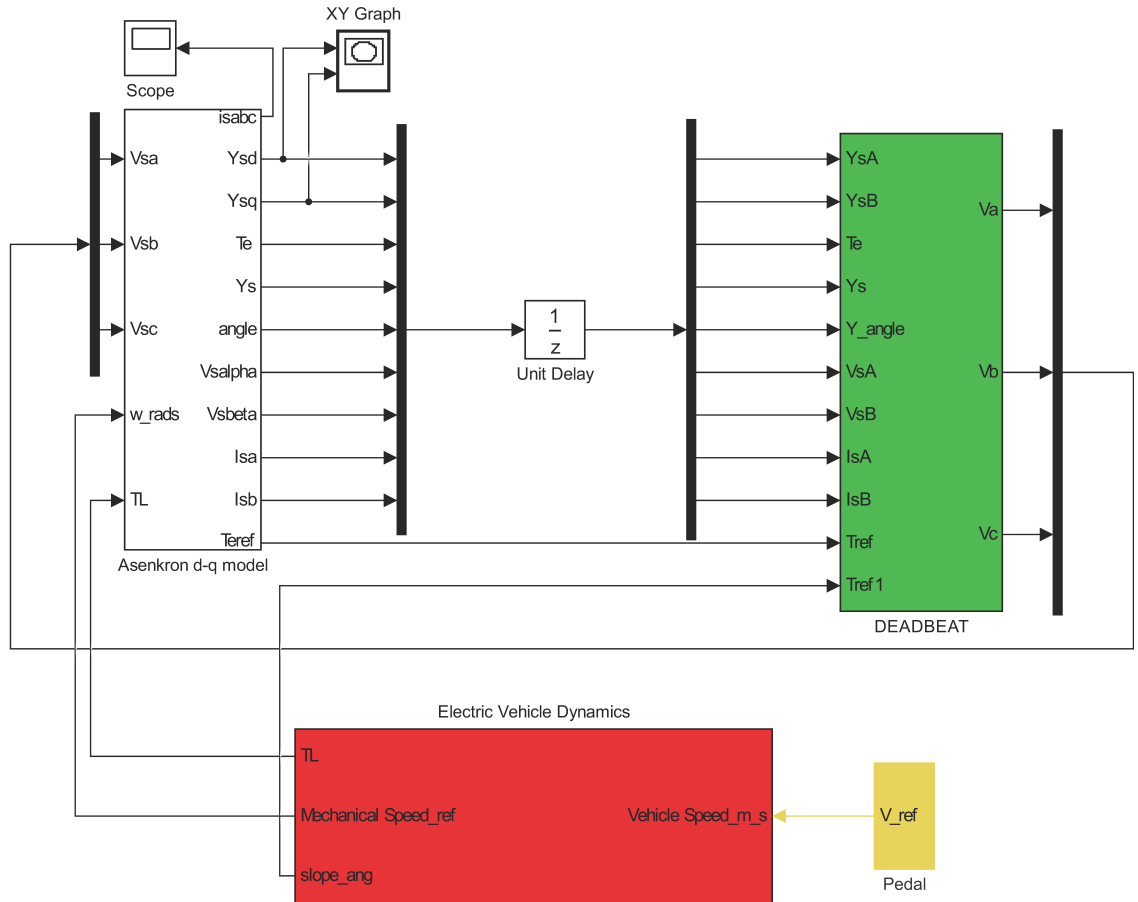 XY Graph
Scope
isabc
Vsa
Ysd
Ysq
Vsb
Te
Ys
Vsc
angle
Vsalpha
w_rads
Vsbeta
Isa
TL
Isb
Teref
Asenkron d-q model
1
z
Unit Delay
YsA
YsB
Te
Ys
Y_angle
VsA
VsB
IsA
IsB
Tref
Tref1
Va
Vb
Vc
DEADBEAT
Electric Vehicle Dynamics
TL
Mechanical Speed_ref
slope_ang
Vehicle Speed_m_s
V_ref
Pedal